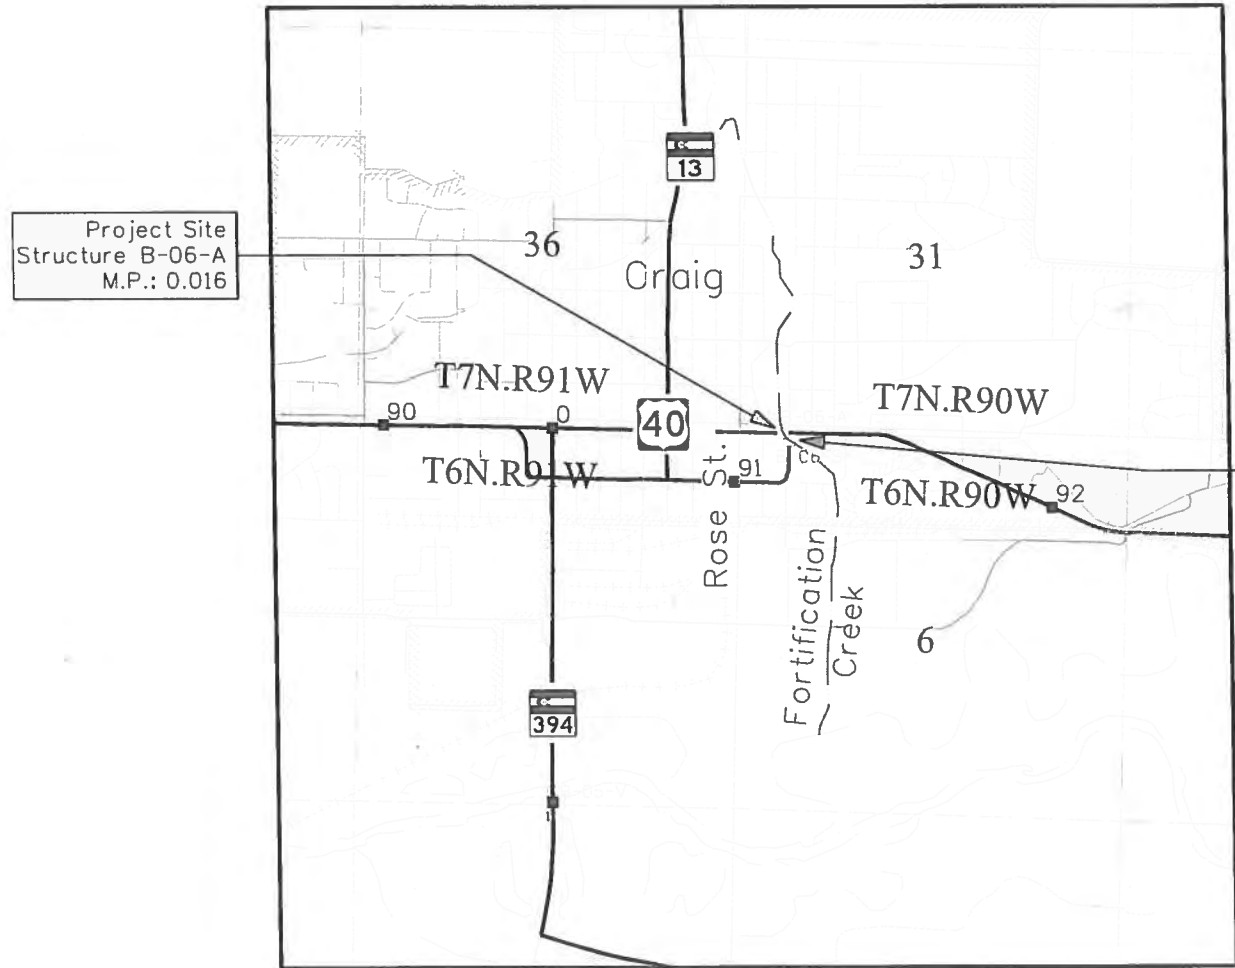 13
Project Site
Structure B-06-A
M.P.: 0.016
36
31
Craig
T7N.R91W
T7N.R90W
90
0
40
T6N.R91W
91
T6N.R90W
92
Rose St.
Fortification
Creek
6
394
1